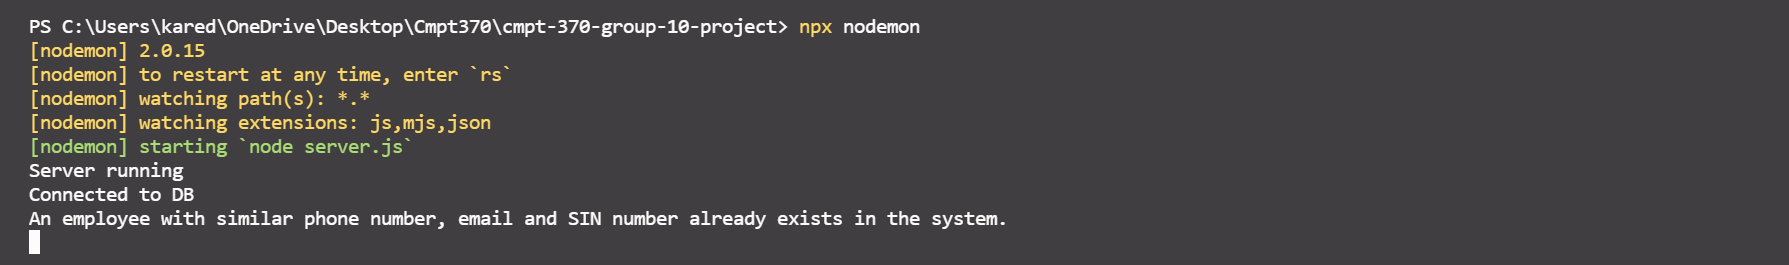 PS C:\Users\kared\OneDrive\Desktop\Cmpt370\cmpt-370-group-10-project> npx nodemon
[nodemon] 2.0.15
[nodemon] to restart at any time, enter `rs`
[nodemon] watching path(s): *.*
[nodemon] watching extensions: js,mjs,json
[nodemon] starting `node server.js`
Server running
Connected to DB
An employee with similar phone number, email and SIN number already exists in the system.